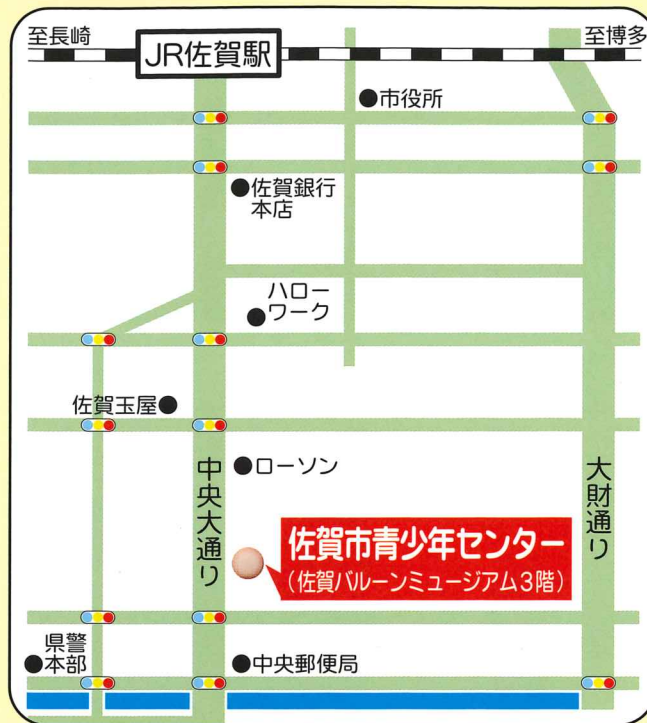 至長崎
JR佐賀駅
至博多
市役所
佐賀銀行
本店
ハロー
ワーク
佐賀玉屋
ローソン
中央大通り
大財通り
佐賀市青少年センター
(佐賀バルーンミュージアム3階)
県警
本部
中央郵便局